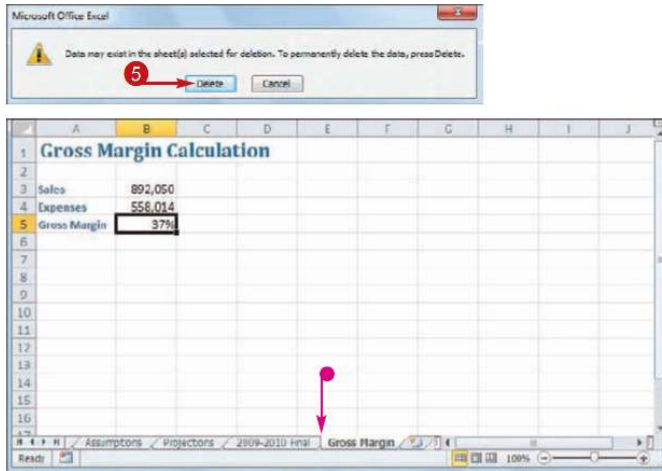 Microsoft Office Excel
Data may exist in the sheet(s) selected for deletion. To permanently delete the data, press Delete.
5
Delete
Cancel
A B C D E F G H I J
1 Gross Margin Calculation
2
3 Sales 892,050
4 Expenses 558,014
5 Gross Margin 37%
6
7
8
9
10
11
12
13
14
15
16
17
Assumptons Projections 2009-2010 Final Gross Margin
Ready 100%